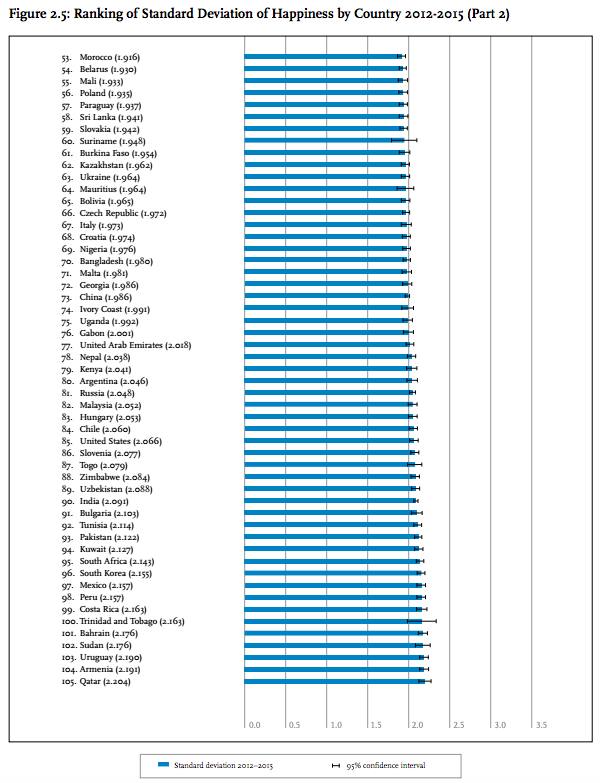 Figure 2.5: Ranking of Standard Deviation of Happiness by Country 2012-2015 (Part 2)
53. Morocco (1.916)
54. Belarus (1.930)
55. Mali (1.933)
56. Poland (1.935)
57. Paraguay (1.937)
58. Sri Lanka (1.941)
59. Slovakia (1.942)
60. Suriname (1.948)
61. Burkina Faso (1.954)
62. Kazakhstan (1.962)
63. Ukraine (1.964)
64. Mauritius (1.964)
65. Bolivia (1.965)
66. Czech Republic (1.972)
67. Italy (1.973)
68. Croatia (1.974)
69. Nigeria (1.976)
70. Bangladesh (1.980)
71. Malta (1.981)
72. Georgia (1.986)
73. China (1.986)
74. Ivory Coast (1.991)
75. Uganda (1.992)
76. Gabon (2.001)
77. United Arab Emirates (2.018)
78. Nepal (2.038)
79. Kenya (2.041)
80. Argentina (2.046)
81. Russia (2.048)
82. Malaysia (2.052)
83. Hungary (2.053)
84. Chile (2.060)
85. United States (2.066)
86. Slovenia (2.077)
87. Togo (2.079)
88. Zimbabwe (2.084)
89. Uzbekistan (2.088)
90. India (2.091)
91. Bulgaria (2.103)
92. Tunisia (2.114)
93. Pakistan (2.122)
94. Kuwait (2.127)
95. South Africa (2.143)
96. South Korea (2.155)
97. Mexico (2.157)
98. Peru (2.157)
99. Costa Rica (2.163)
100. Trinidad and Tobago (2.163)
101. Bahrain (2.176)
102. Sudan (2.176)
103. Uruguay (2.190)
104. Armenia (2.191)
105. Qatar (2.204)
0.0 0.5 1.0 1.5 2.0 2.5 3.0 3.5
Standard deviation 2012–2015 95% confidence interval